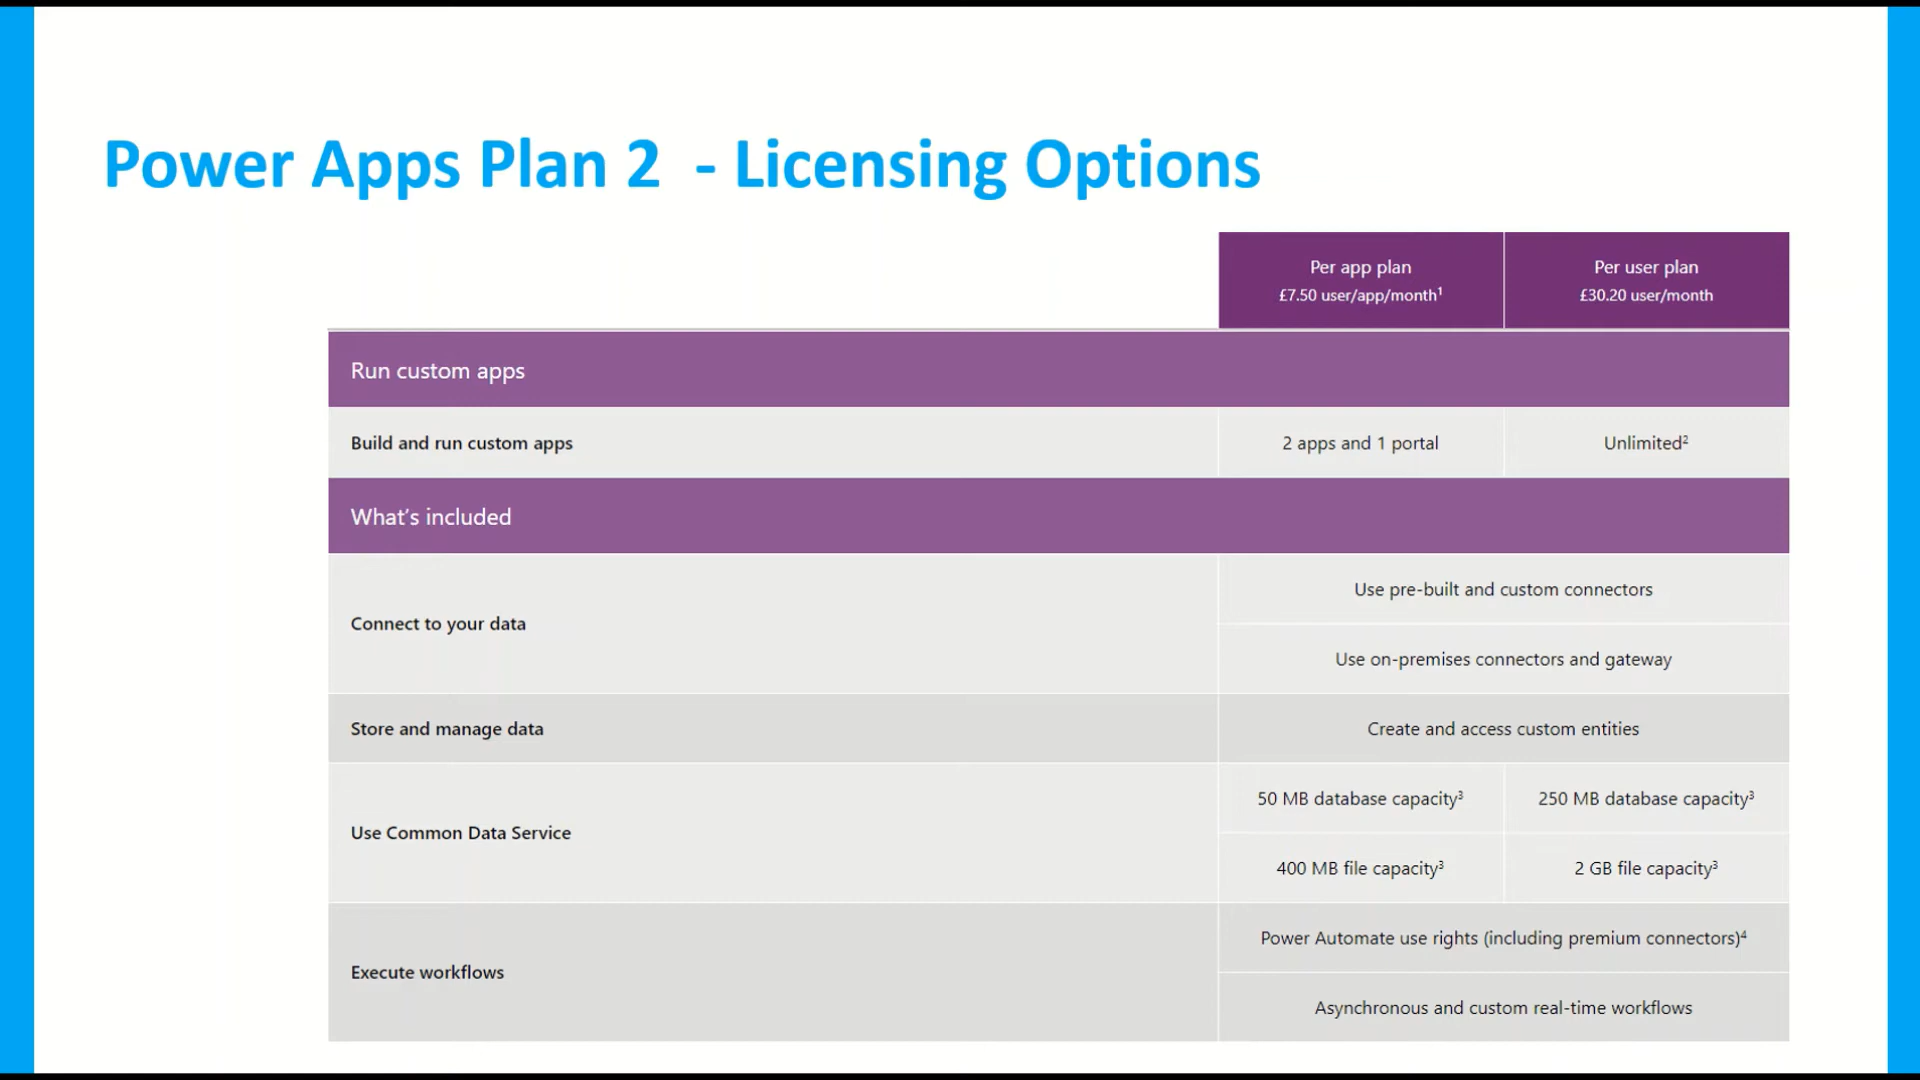 Power Apps Plan 2 - Licensing Options
Per app plan
£7.50 user/app/month¹
Per user plan
£30.20 user/month
Run custom apps
Build and run custom apps
2 apps and 1 portal
Unlimited²
What's included
Connect to your data
Use pre-built and custom connectors
Use on-premises connectors and gateway
Store and manage data
Create and access custom entities
Use Common Data Service
50 MB database capacity³
250 MB database capacity³
400 MB file capacity³
2 GB file capacity³
Execute workflows
Power Automate use rights (including premium connectors)⁴
Asynchronous and custom real-time workflows